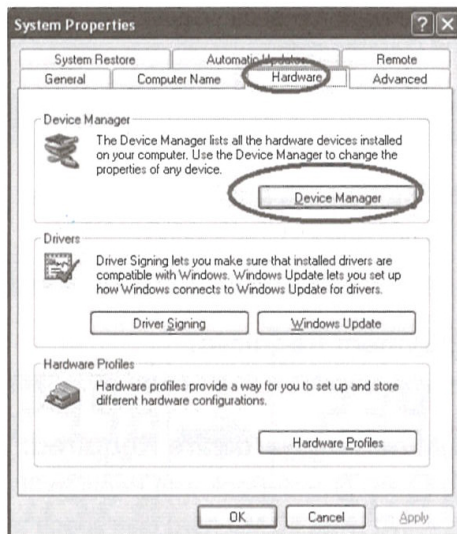 System Properties
System Restore Automatic Updates Remote
General Computer Name Hardware Advanced
Device Manager
The Device Manager lists all the hardware devices installed
on your computer. Use the Device Manager to change the
properties of any device.
Device Manager
Drivers
Driver Signing lets you make sure that installed drivers are
compatible with Windows. Windows Update lets you set up
how Windows connects to Windows Update for drivers.
Driver Signing Windows Update
Hardware Profiles
Hardware profiles provide a way for you to set up and store
different hardware configurations.
Hardware Profiles
OK Cancel Apply